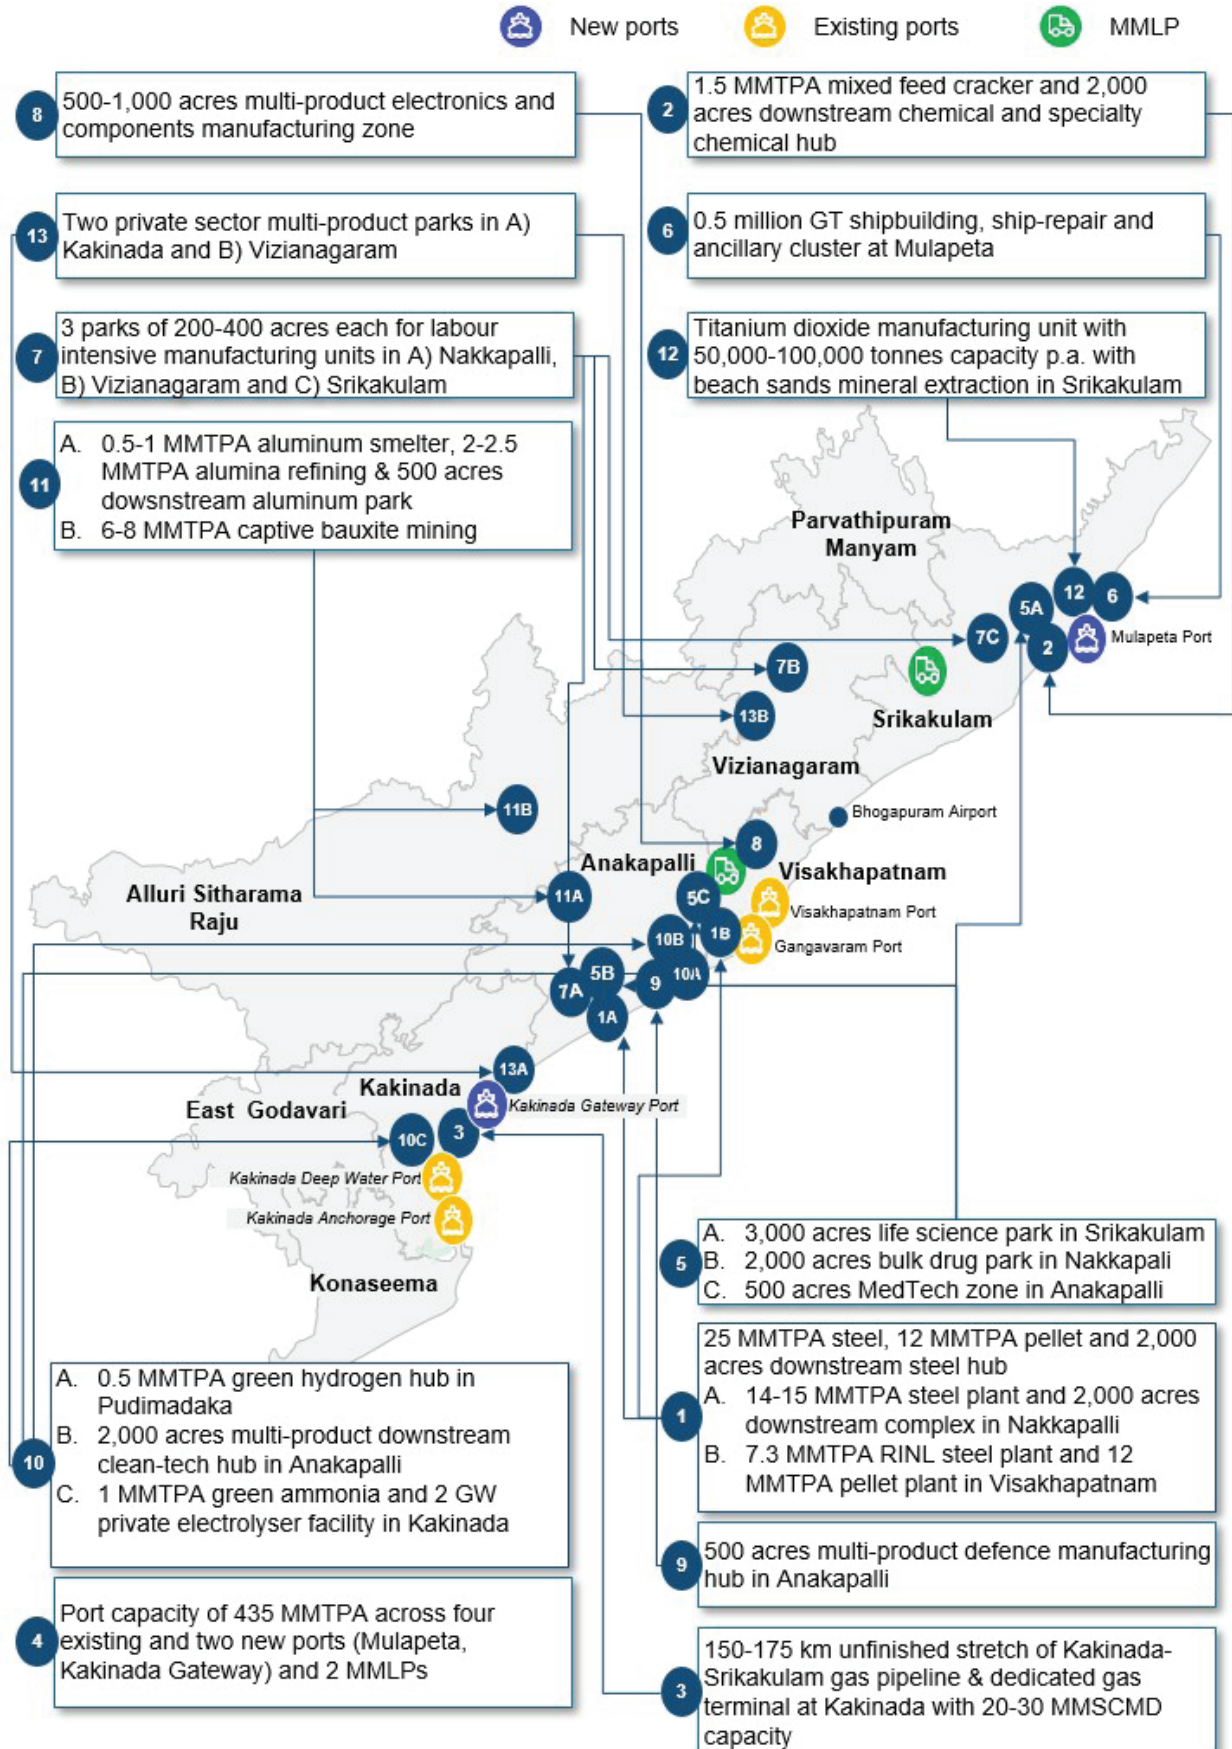 New ports
Existing ports
MMLP
8
500-1,000 acres multi-product electronics and
components manufacturing zone
2
1.5 MMTPA mixed feed cracker and 2,000
acres downstream chemical and specialty
chemical hub
13
Two private sector multi-product parks in A)
Kakinada and B) Vizianagaram
6
0.5 million GT shipbuilding, ship-repair and
ancillary cluster at Mulapeta
7
3 parks of 200-400 acres each for labour
intensive manufacturing units in A) Nakkapalli,
B) Vizianagaram and C) Srikakulam
12
Titanium dioxide manufacturing unit with
50,000-100,000 tonnes capacity p.a. with
beach sands mineral extraction in Srikakulam
11
A. 0.5-1 MMTPA aluminum smelter, 2-2.5
MMTPA alumina refining & 500 acres
dowsnstream aluminum park
B. 6-8 MMTPA captive bauxite mining
Parvathipuram
Manyam
12
6
5A
7C
2
Mulapeta Port
7B
13B
Srikakulam
Vizianagaram
11B
Bhogapuram Airport
8
Anakapalli
Visakhapatnam
Alluri Sitharama
Raju
11A
5C
Visakhapatnam Port
10B
1B
Gangavaram Port
5B
10A
7A
9
1A
13A
Kakinada
Kakinada Gateway Port
East Godavari
10C
3
Kakinada Deep Water Port
Kakinada Anchorage Port
Konaseema
5
A. 3,000 acres life science park in Srikakulam
B. 2,000 acres bulk drug park in Nakkapali
C. 500 acres MedTech zone in Anakapalli
1
25 MMTPA steel, 12 MMTPA pellet and 2,000
acres downstream steel hub
A. 14-15 MMTPA steel plant and 2,000 acres
downstream complex in Nakkapalli
B. 7.3 MMTPA RINL steel plant and 12
MMTPA pellet plant in Visakhapatnam
10
A. 0.5 MMTPA green hydrogen hub in
Pudimadaka
B. 2,000 acres multi-product downstream
clean-tech hub in Anakapalli
C. 1 MMTPA green ammonia and 2 GW
private electrolyser facility in Kakinada
9
500 acres multi-product defence manufacturing
hub in Anakapalli
4
Port capacity of 435 MMTPA across four
existing and two new ports (Mulapeta,
Kakinada Gateway) and 2 MMLPs
3
150-175 km unfinished stretch of Kakinada-
Srikakulam gas pipeline & dedicated gas
terminal at Kakinada with 20-30 MMSCMD
capacity